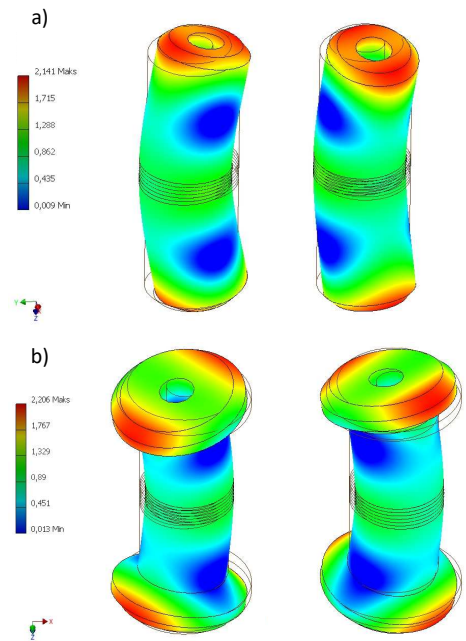 a)
2,141 Maks
1,715
1,288
0,862
0,435
0,009 Min
Y
Z
b)
2,206 Maks
1,767
1,329
0,89
0,451
0,013 Min
X
Z